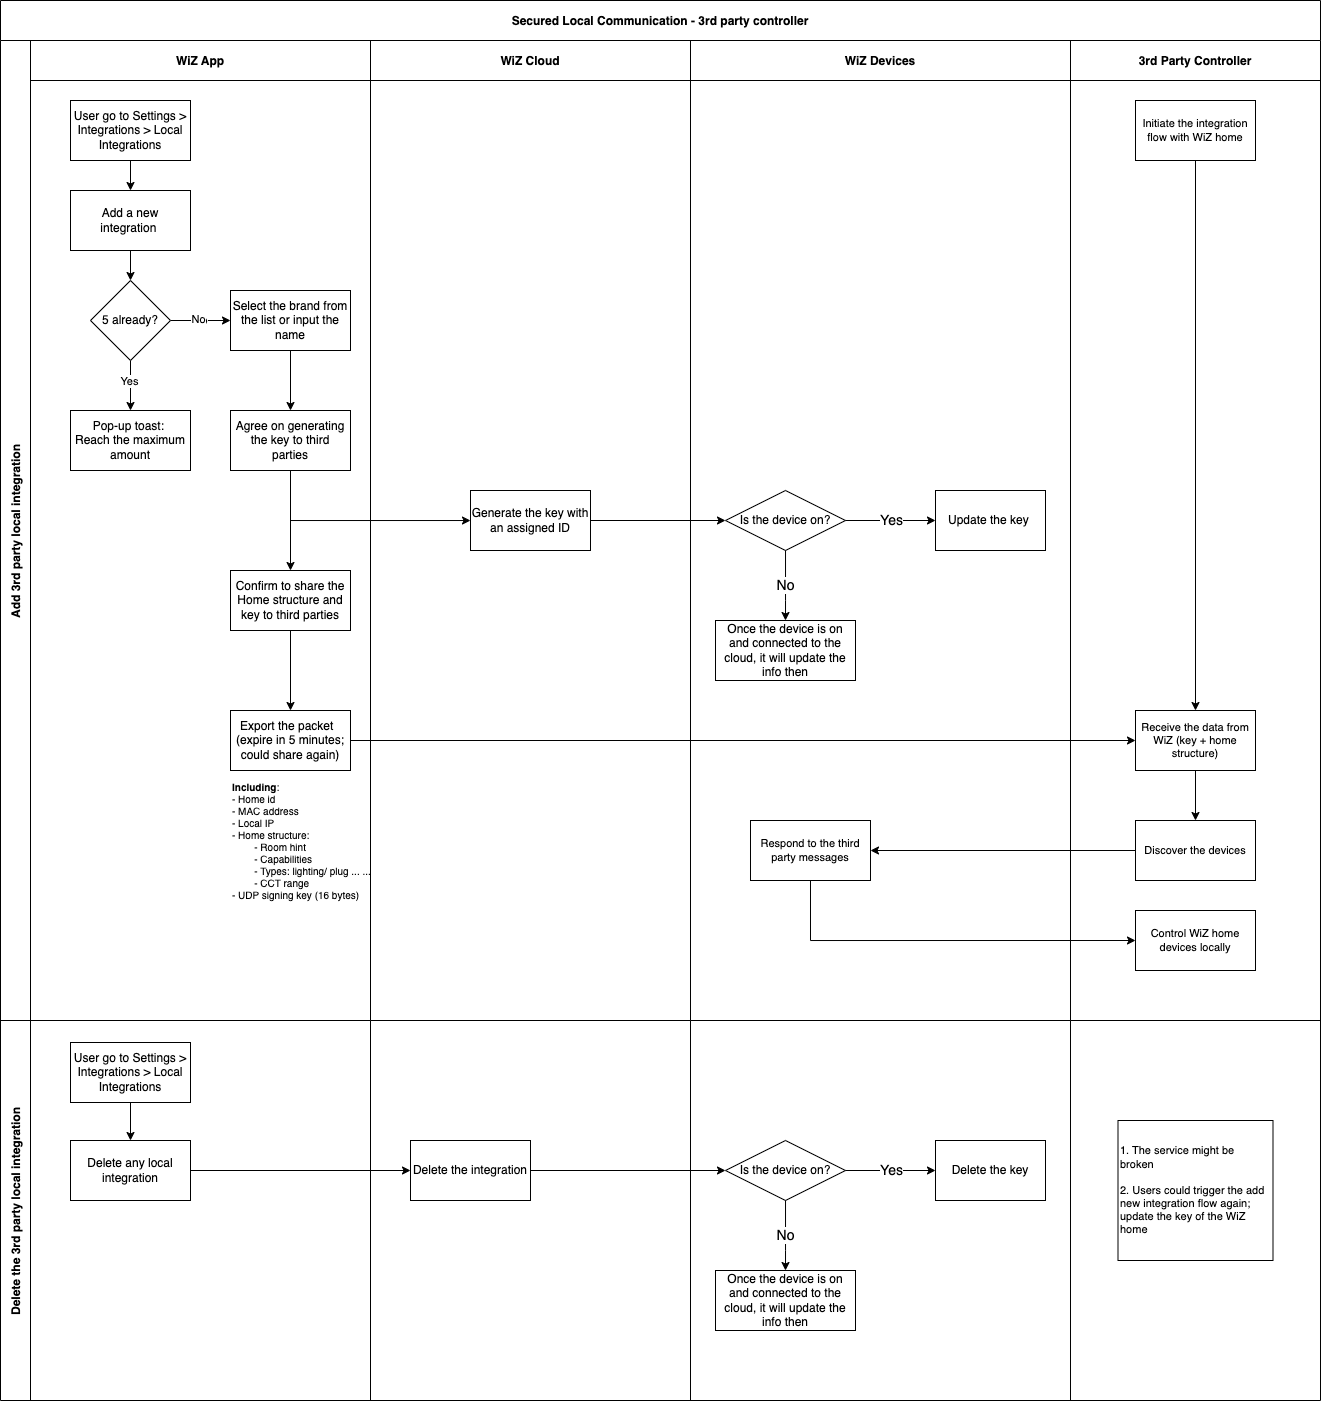 Secured Local Communication - 3rd party controller
WiZ App
WiZ Cloud
WiZ Devices
3rd Party Controller
Add 3rd party local integration
User go to Settings >
Integrations > Local
Integrations
Initiate the integration
flow with WiZ home
Add a new
integration
5 already?
No
Select the brand from
the list or input the
name
Yes
Pop-up toast:
Reach the maximum
amount
Agree on generating
the key to third
parties
Generate the key with
an assigned ID
Is the device on?
Yes
Update the key
No
Once the device is on
and connected to the
cloud, it will update the
info then
Confirm to share the
Home structure and
key to third parties
Export the packet
(expire in 5 minutes;
could share again)
Receive the data from
WiZ (key + home
structure)
Including:
- Home id
- MAC address
- Local IP
- Home structure:
- Room hint
- Capabilities
- Types: lighting/ plug ... ...
- CCT range
- UDP signing key (16 bytes)
Respond to the third
party messages
Discover the devices
Control WiZ home
devices locally
Delete the 3rd party local integration
User go to Settings >
Integrations > Local
Integrations
Delete any local
integration
Delete the integration
Is the device on?
Yes
Delete the key
No
Once the device is on
and connected to the
cloud, it will update the
info then
1. The service might be
broken
2. Users could trigger the add
new integration flow again;
update the key of the WiZ
home